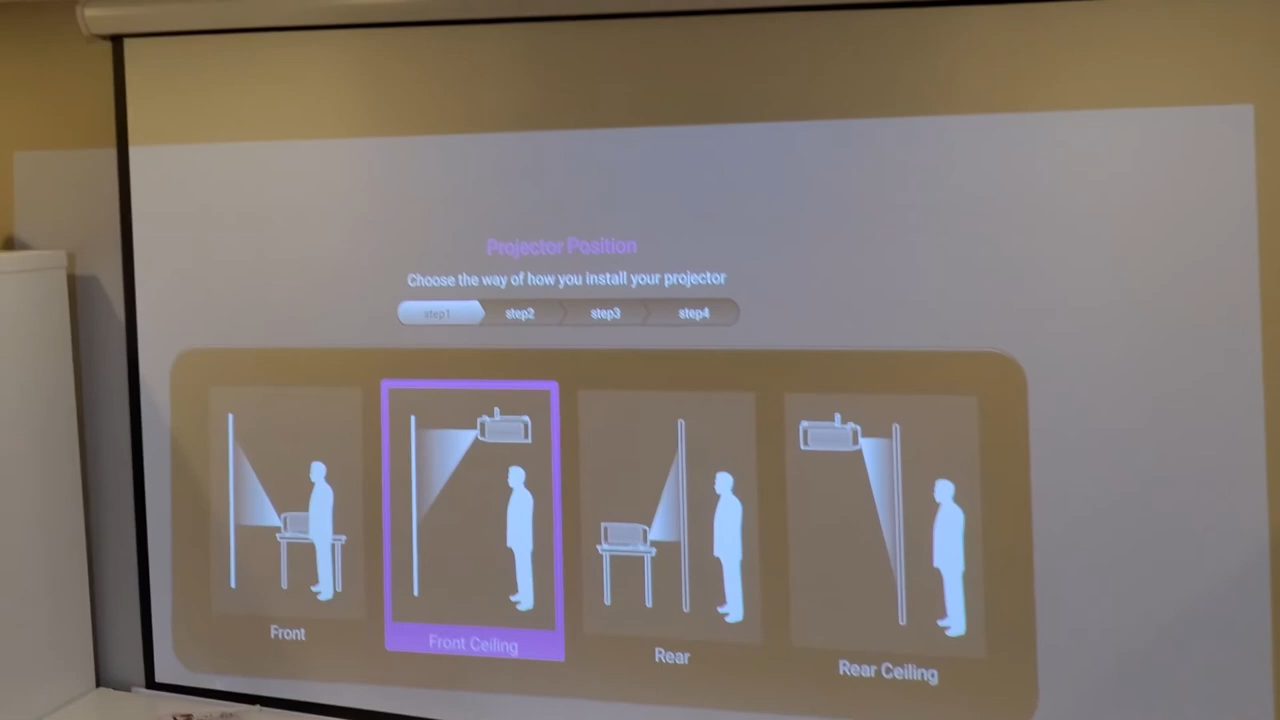 Projector Position
Choose the way of how you install your projector
step1 step2 step3 step4
Front
Front Ceiling
Rear
Rear Ceiling